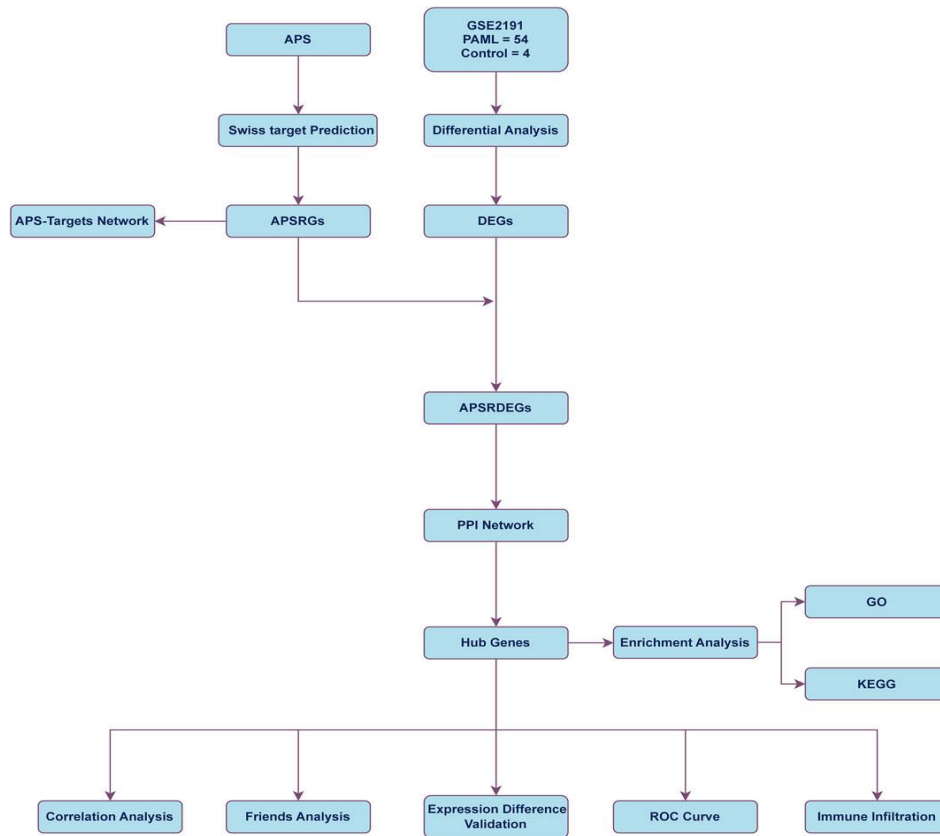 APS
GSE2191
PAML = 54
Control = 4
Swiss target Prediction
Differential Analysis
APS-Targets Network
APSRGs
DEGs
APSRDEGs
PPI Network
GO
Hub Genes
Enrichment Analysis
KEGG
Correlation Analysis
Friends Analysis
Expression Difference
Validation
ROC Curve
Immune Infiltration